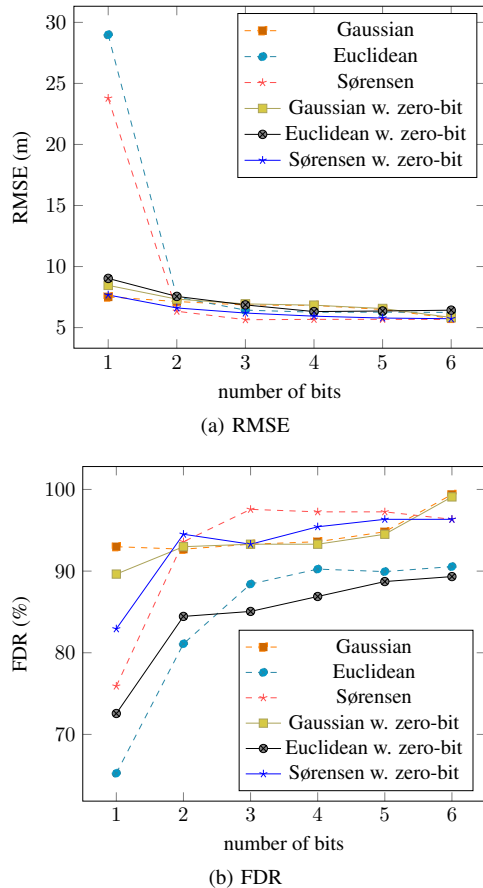 30
25
20
15
10
5
RMSE (m)
Gaussian
Euclidean
Sørensen
Gaussian w. zero-bit
Euclidean w. zero-bit
Sørensen w. zero-bit
1 2 3 4 5 6
number of bits
(a) RMSE
100
90
80
70
FDR (%)
Gaussian
Euclidean
Sørensen
Gaussian w. zero-bit
Euclidean w. zero-bit
Sørensen w. zero-bit
1 2 3 4 5 6
number of bits
(b) FDR